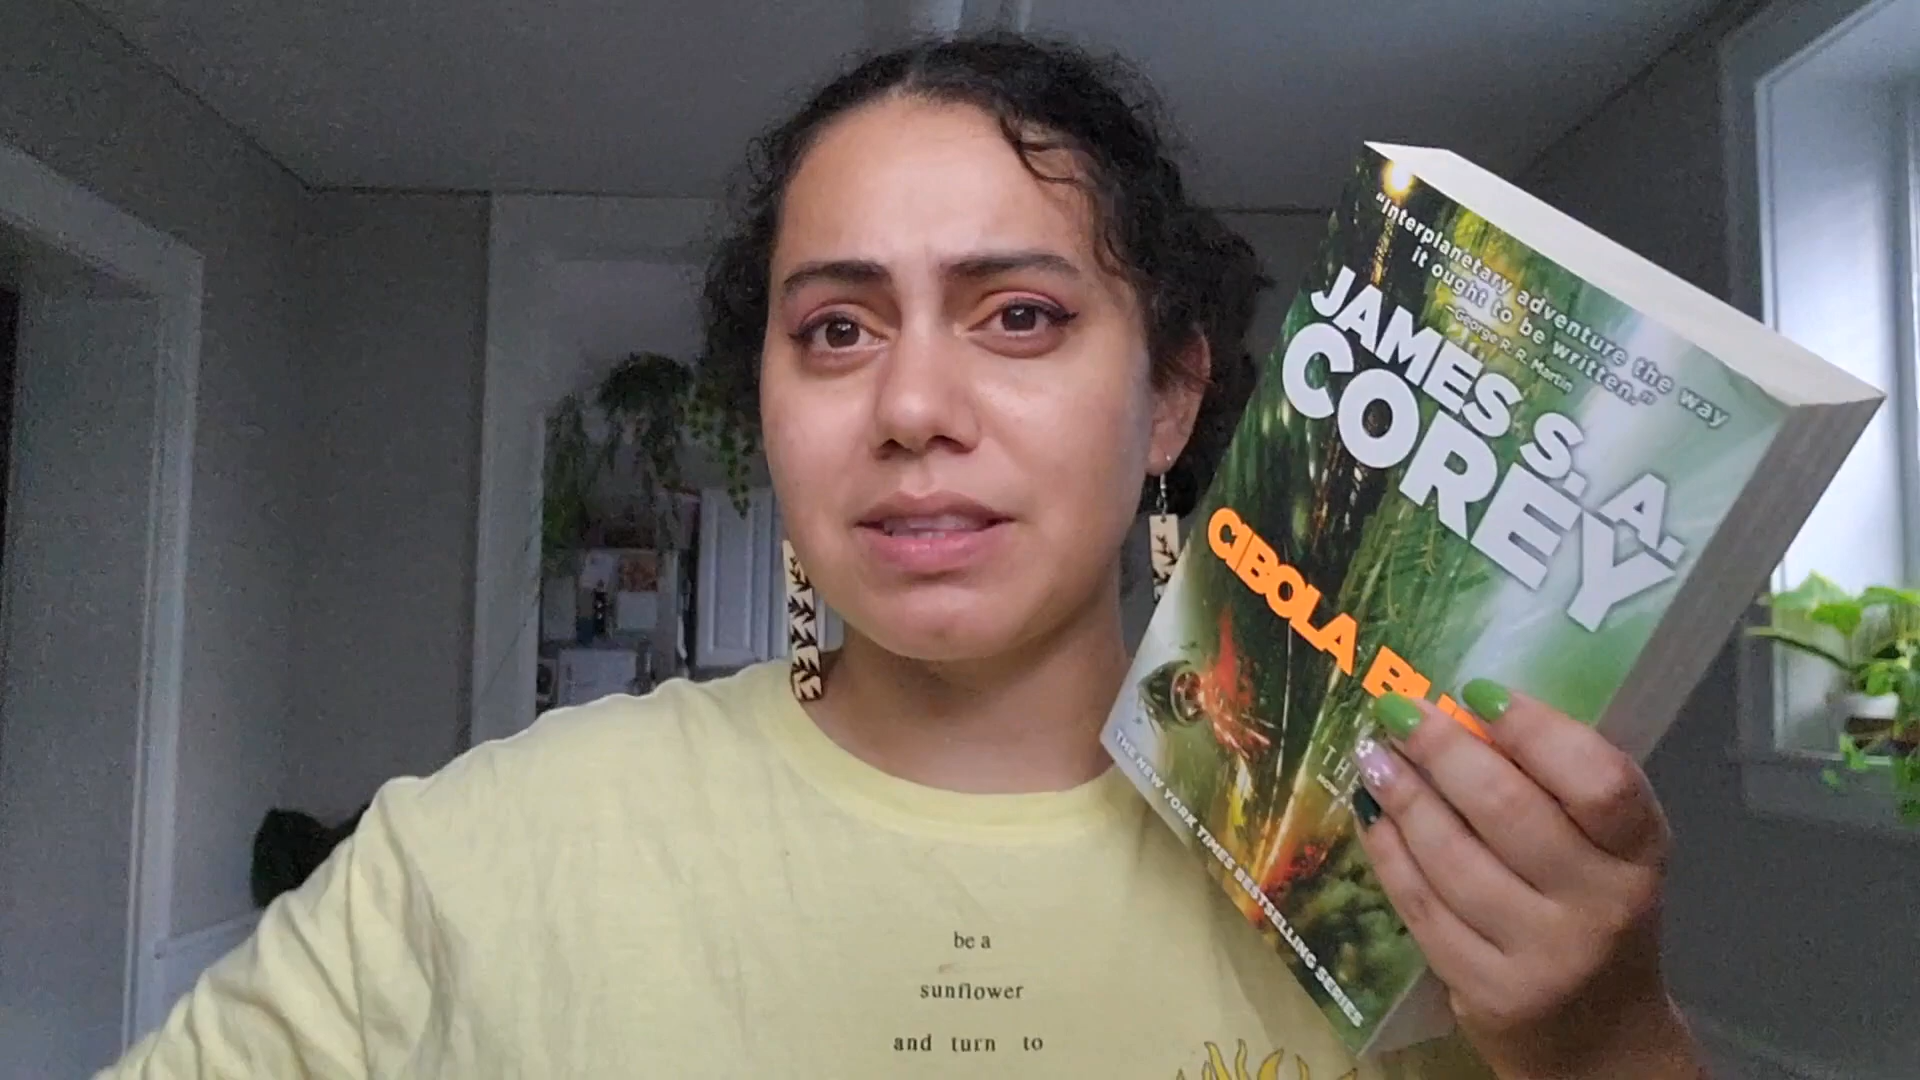 "Interplanetary adventure the way
it ought to be written."
—George R. R. Martin
JAMES S. A.
COREY
CIBOLA
THE NEW YORK TIMES BESTSELLING SERIES
be a
sunflower
and turn to